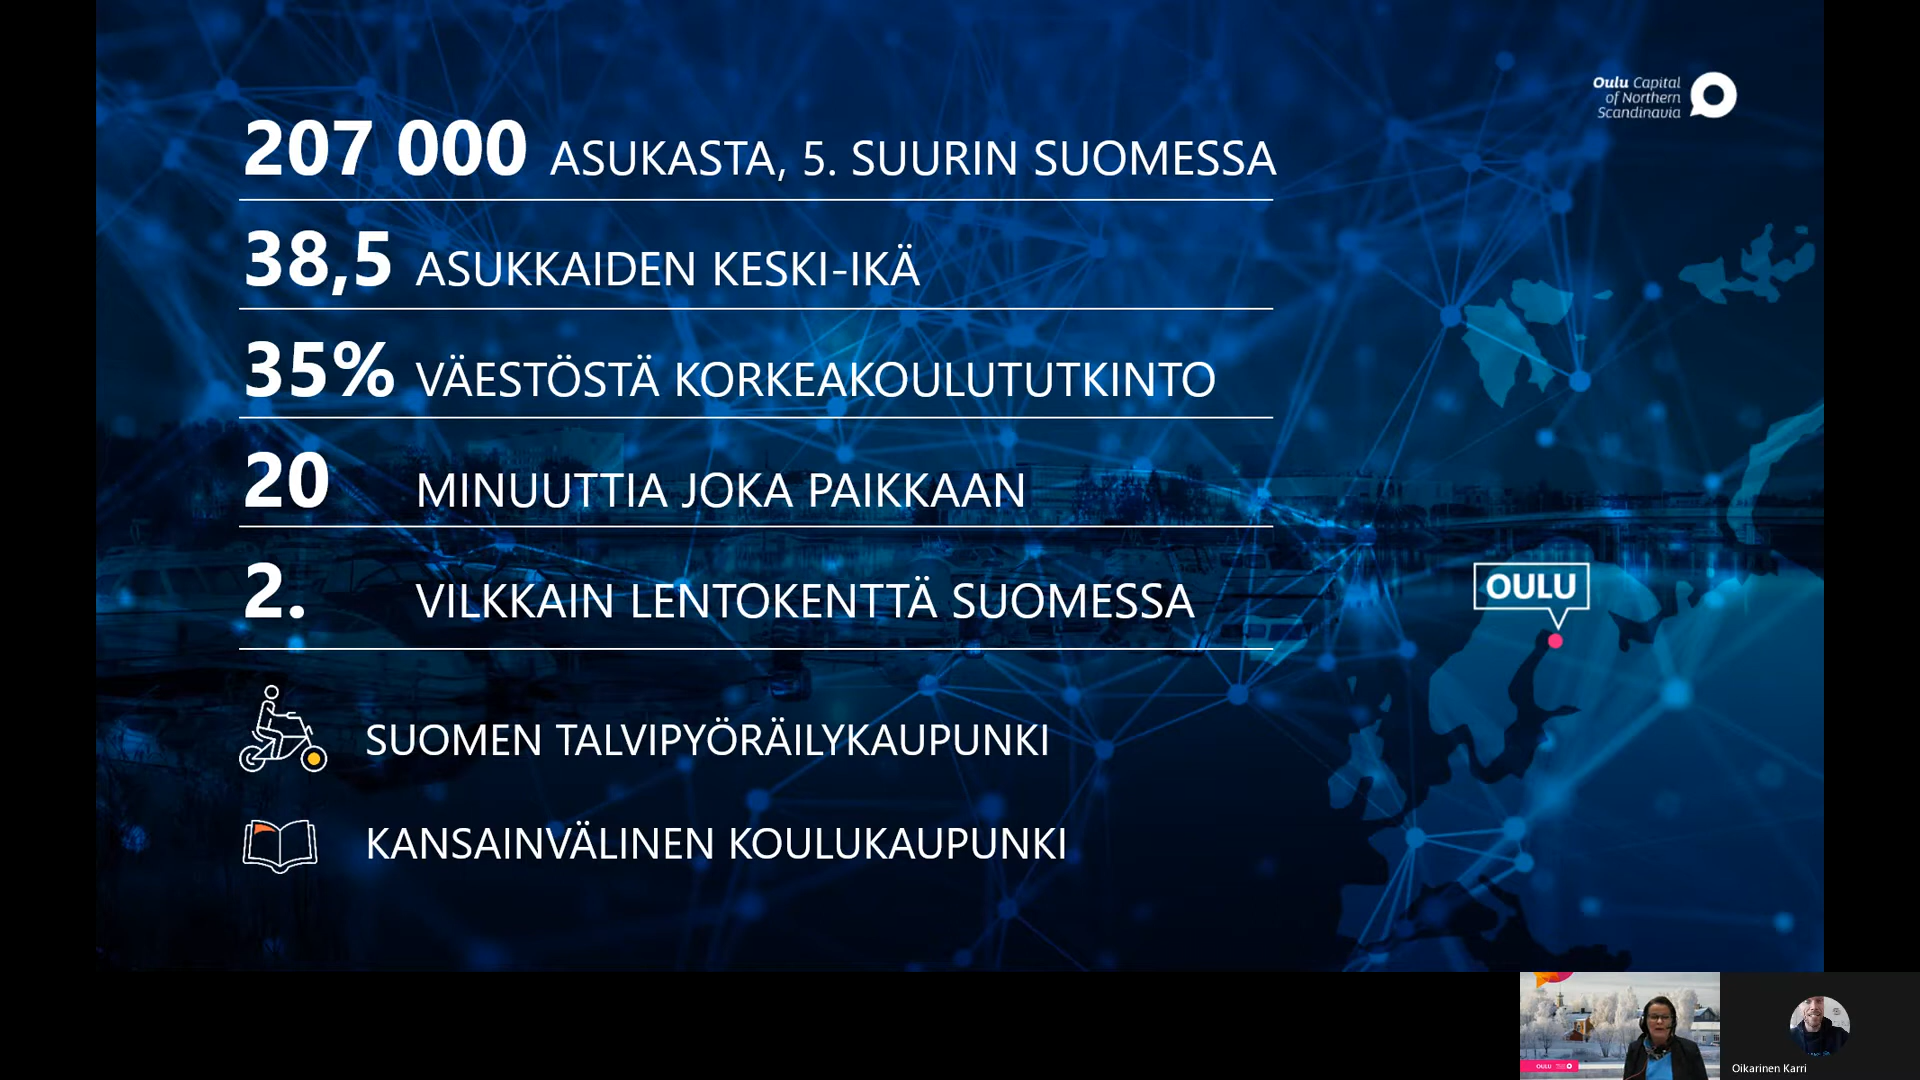 Oulu Capital
of Northern
Scandinavia
207 000 ASUKASTA, 5. SUURIN SUOMESSA
38,5 ASUKKAIDEN KESKI-IKÄ
35% VÄESTÖSTÄ KORKEAKOULUTUTKINTO
20 MINUUTTIA JOKA PAIKKAAN
2. VILKKAIN LENTOKENTTÄ SUOMESSA
OULU
SUOMEN TALVIPYÖRÄILYKAUPUNKI
KANSAINVÄLINEN KOULUKAUPUNKI
OULU
Oikarinen Karri